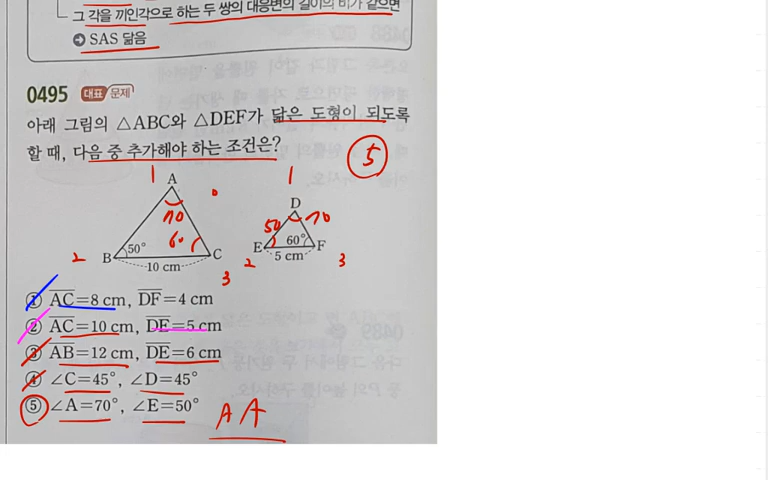 그 각을 끼인각으로 하는 두 쌍의 대응변의 길이의 비가 같으면
➔ SAS 닮음
0495 대표 문제
아래 그림의 △ABC와 △DEF가 닮은 도형이 되도록
할 때, 다음 중 추가해야 하는 조건은?
5
1 1
A
D
70
50 70
60
50° 60°
2 B C E F 3
10 cm 5 cm
2
3
① AC=8 cm, DF=4 cm
② AC=10 cm, DE=5 cm
③ AB=12 cm, DE=6 cm
④ ∠C=45°, ∠D=45°
⑤ ∠A=70°, ∠E=50°
AA